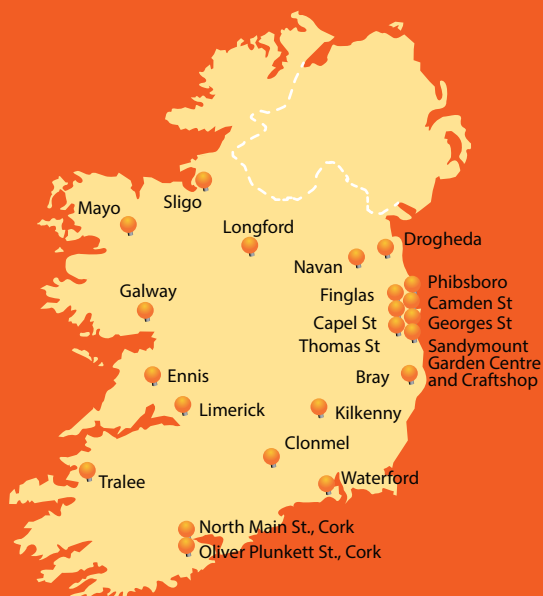 Sligo
Mayo
Longford
Drogheda
Navan
Phibsboro
Finglas
Camden St
Galway
Capel St
Georges St
Thomas St
Sandymount
Garden Centre
and Craftshop
Bray
Ennis
Limerick
Kilkenny
Clonmel
Tralee
Waterford
North Main St., Cork
Oliver Plunkett St., Cork